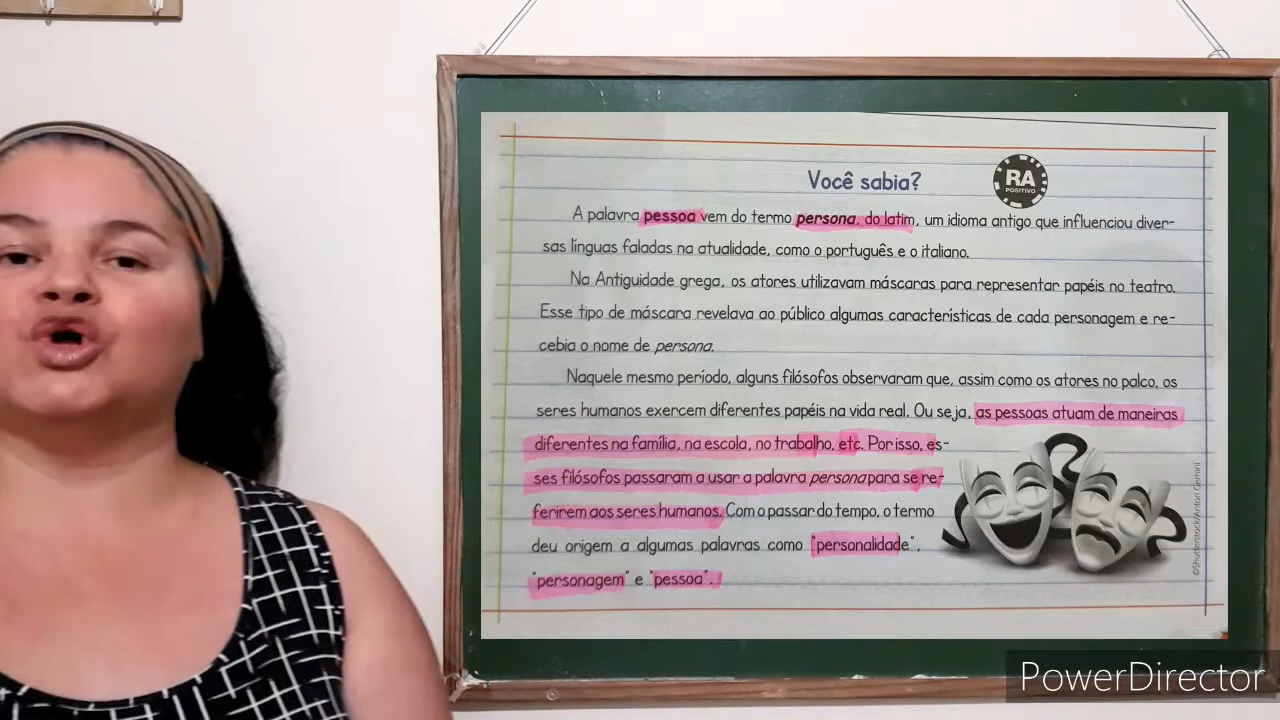 Você sabia?
RA
POSITIVO
A palavra pessoa vem do termo persona, do latim, um idioma antigo que influenciou diver-
sas línguas faladas na atualidade, como o português e o italiano.
Na Antiguidade grega, os atores utilizavam máscaras para representar papéis no teatro.
Esse tipo de máscara revelava ao público algumas características de cada personagem e re-
cebia o nome de persona.
Naquele mesmo período, alguns filósofos observaram que, assim como os atores no palco, os
seres humanos exercem diferentes papéis na vida real. Ou seja, as pessoas atuam de maneiras
diferentes na família, na escola, no trabalho, etc. Por isso, es-
ses filósofos passaram a usar a palavra persona para se re-
ferirem aos seres humanos. Com o passar do tempo, o termo
deu origem a algumas palavras como "personalidade",
"personagem" e "pessoa".
©Shutterstock/Anton Gemini
PowerDirector